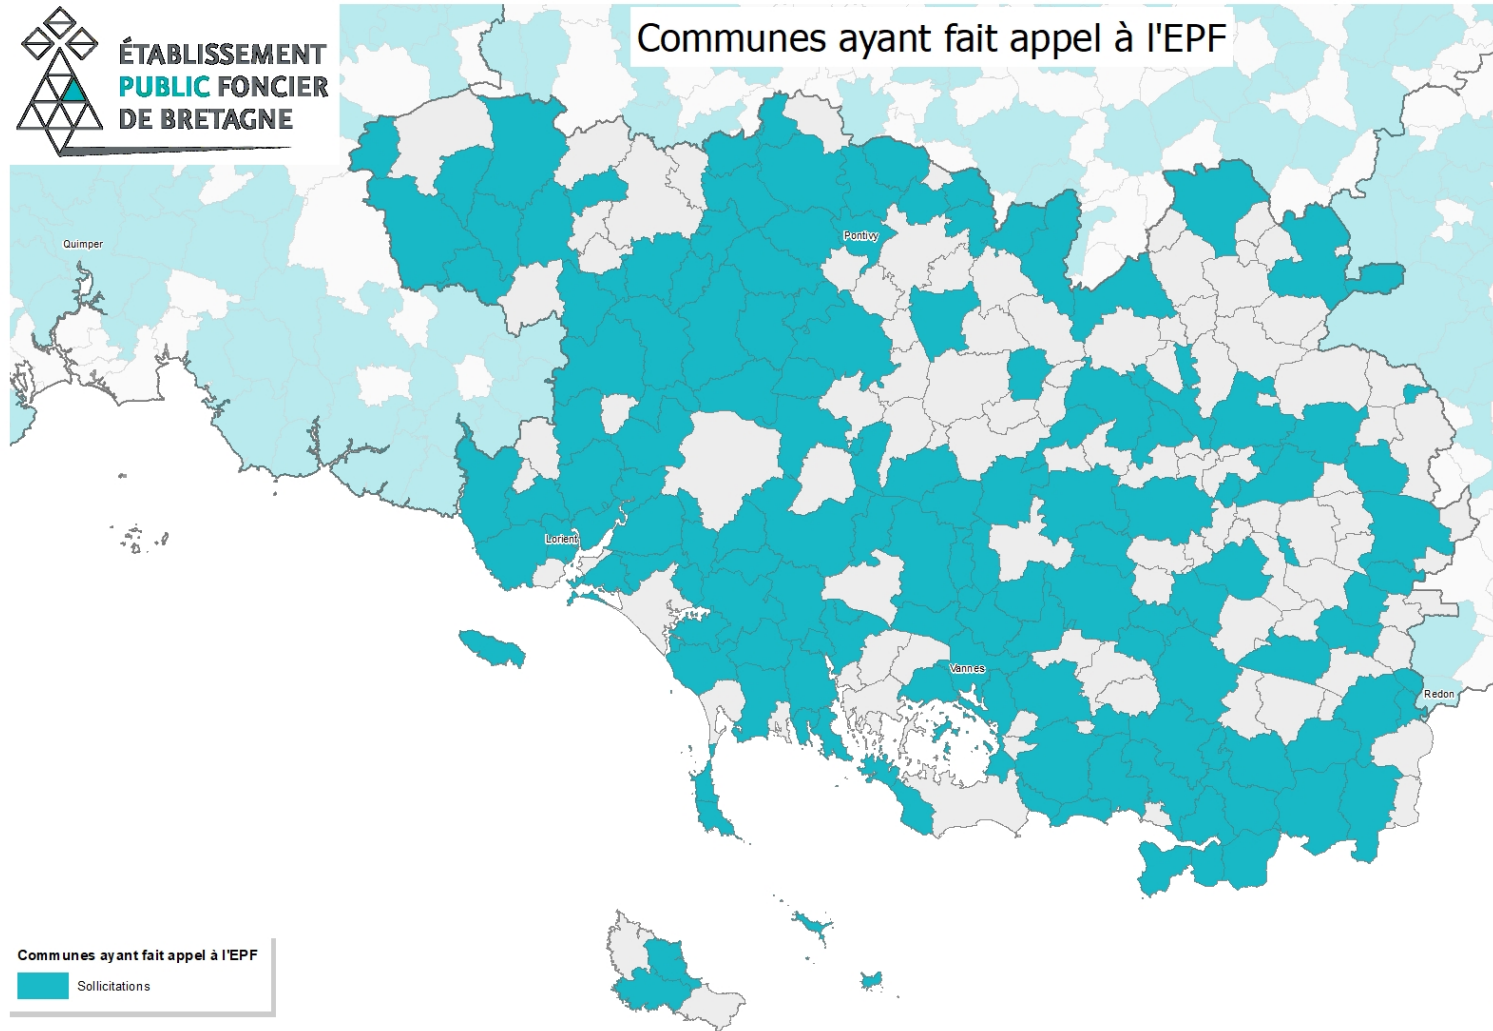 ÉTABLISSEMENT
PUBLIC FONCIER
DE BRETAGNE
Communes ayant fait appel à l'EPF
Quimper
Pontivy
Lorient
Vannes
Redon
Communes ayant fait appel à l'EPF
Sollicitations